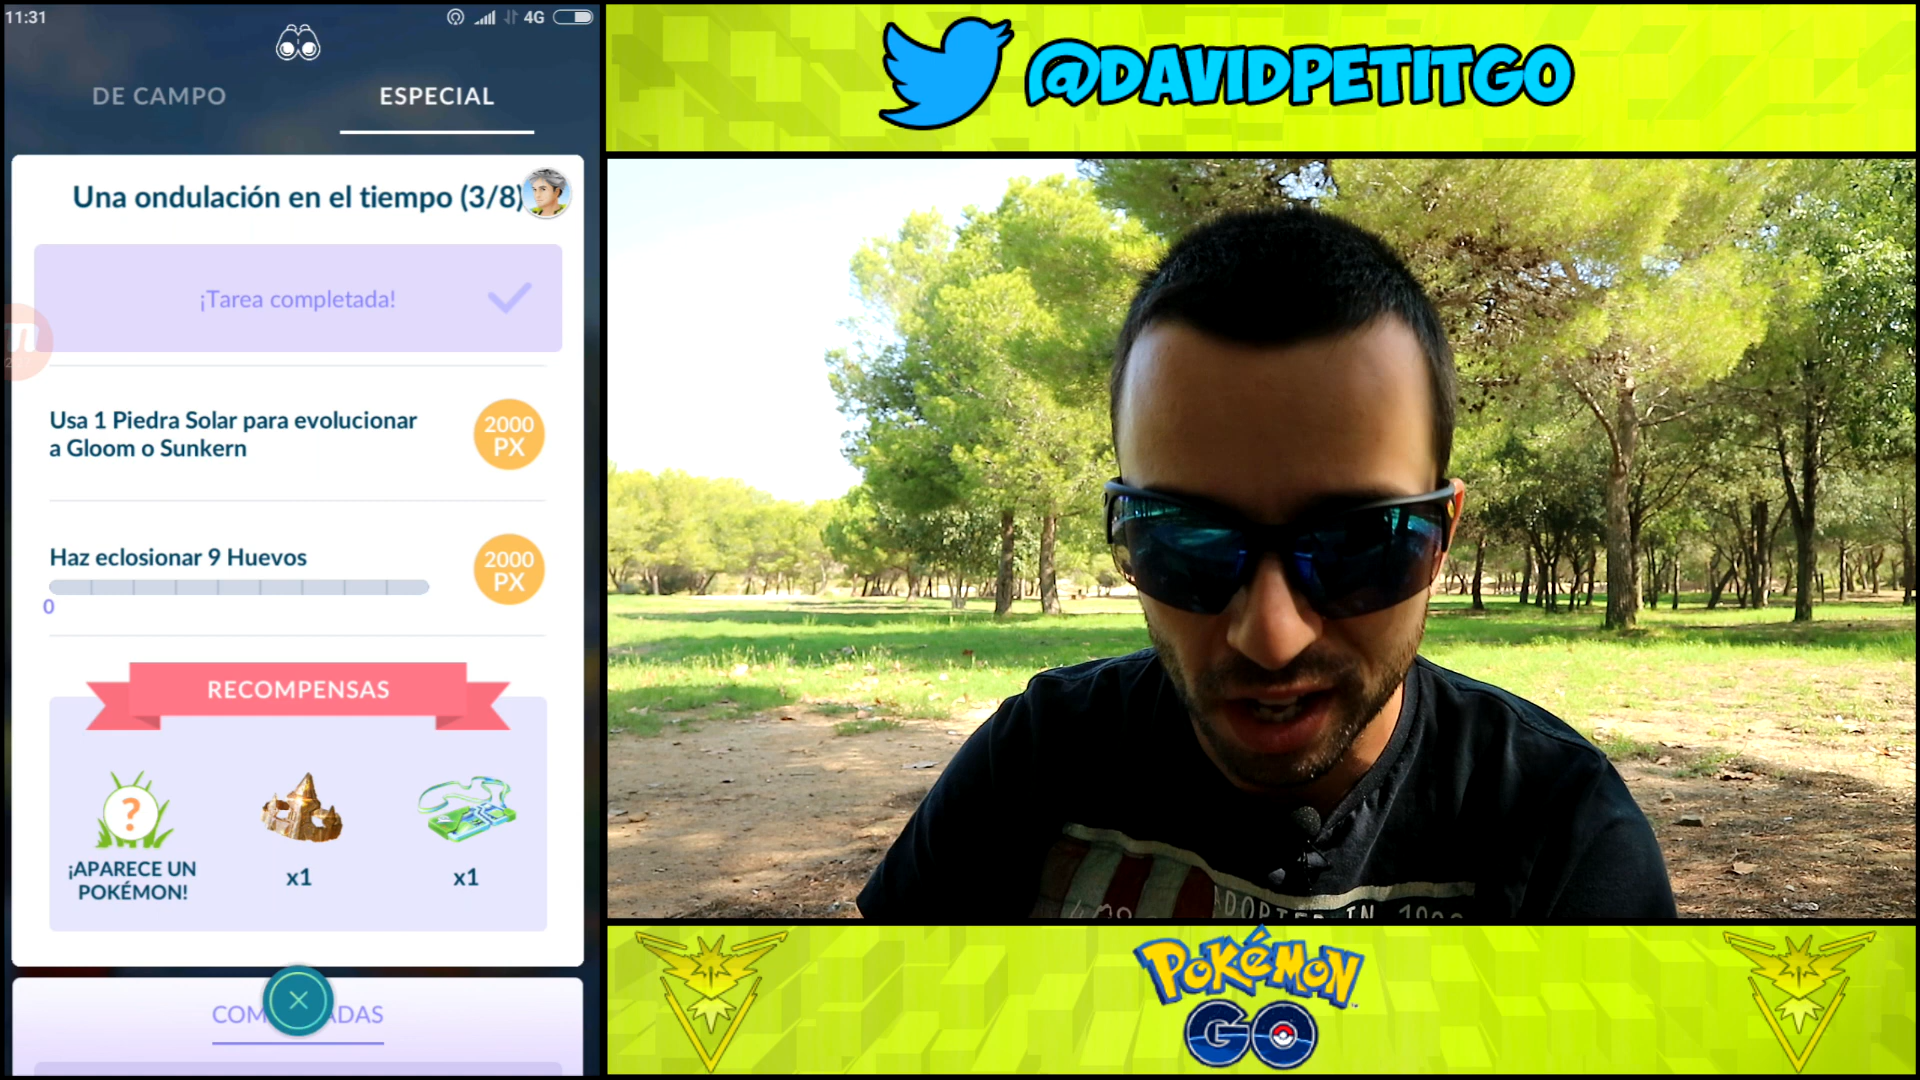 11:31
4G
DE CAMPO
ESPECIAL
Una ondulación en el tiempo (3/8)
¡Tarea completada!
Usa 1 Piedra Solar para evolucionar
a Gloom o Sunkern
2000
PX
Haz eclosionar 9 Huevos
0
2000
PX
RECOMPENSAS
¡APARECE UN
POKÉMON!
x1
x1
@DAVIDPETITGO
ADOPTED IN
POKÉMON
GO